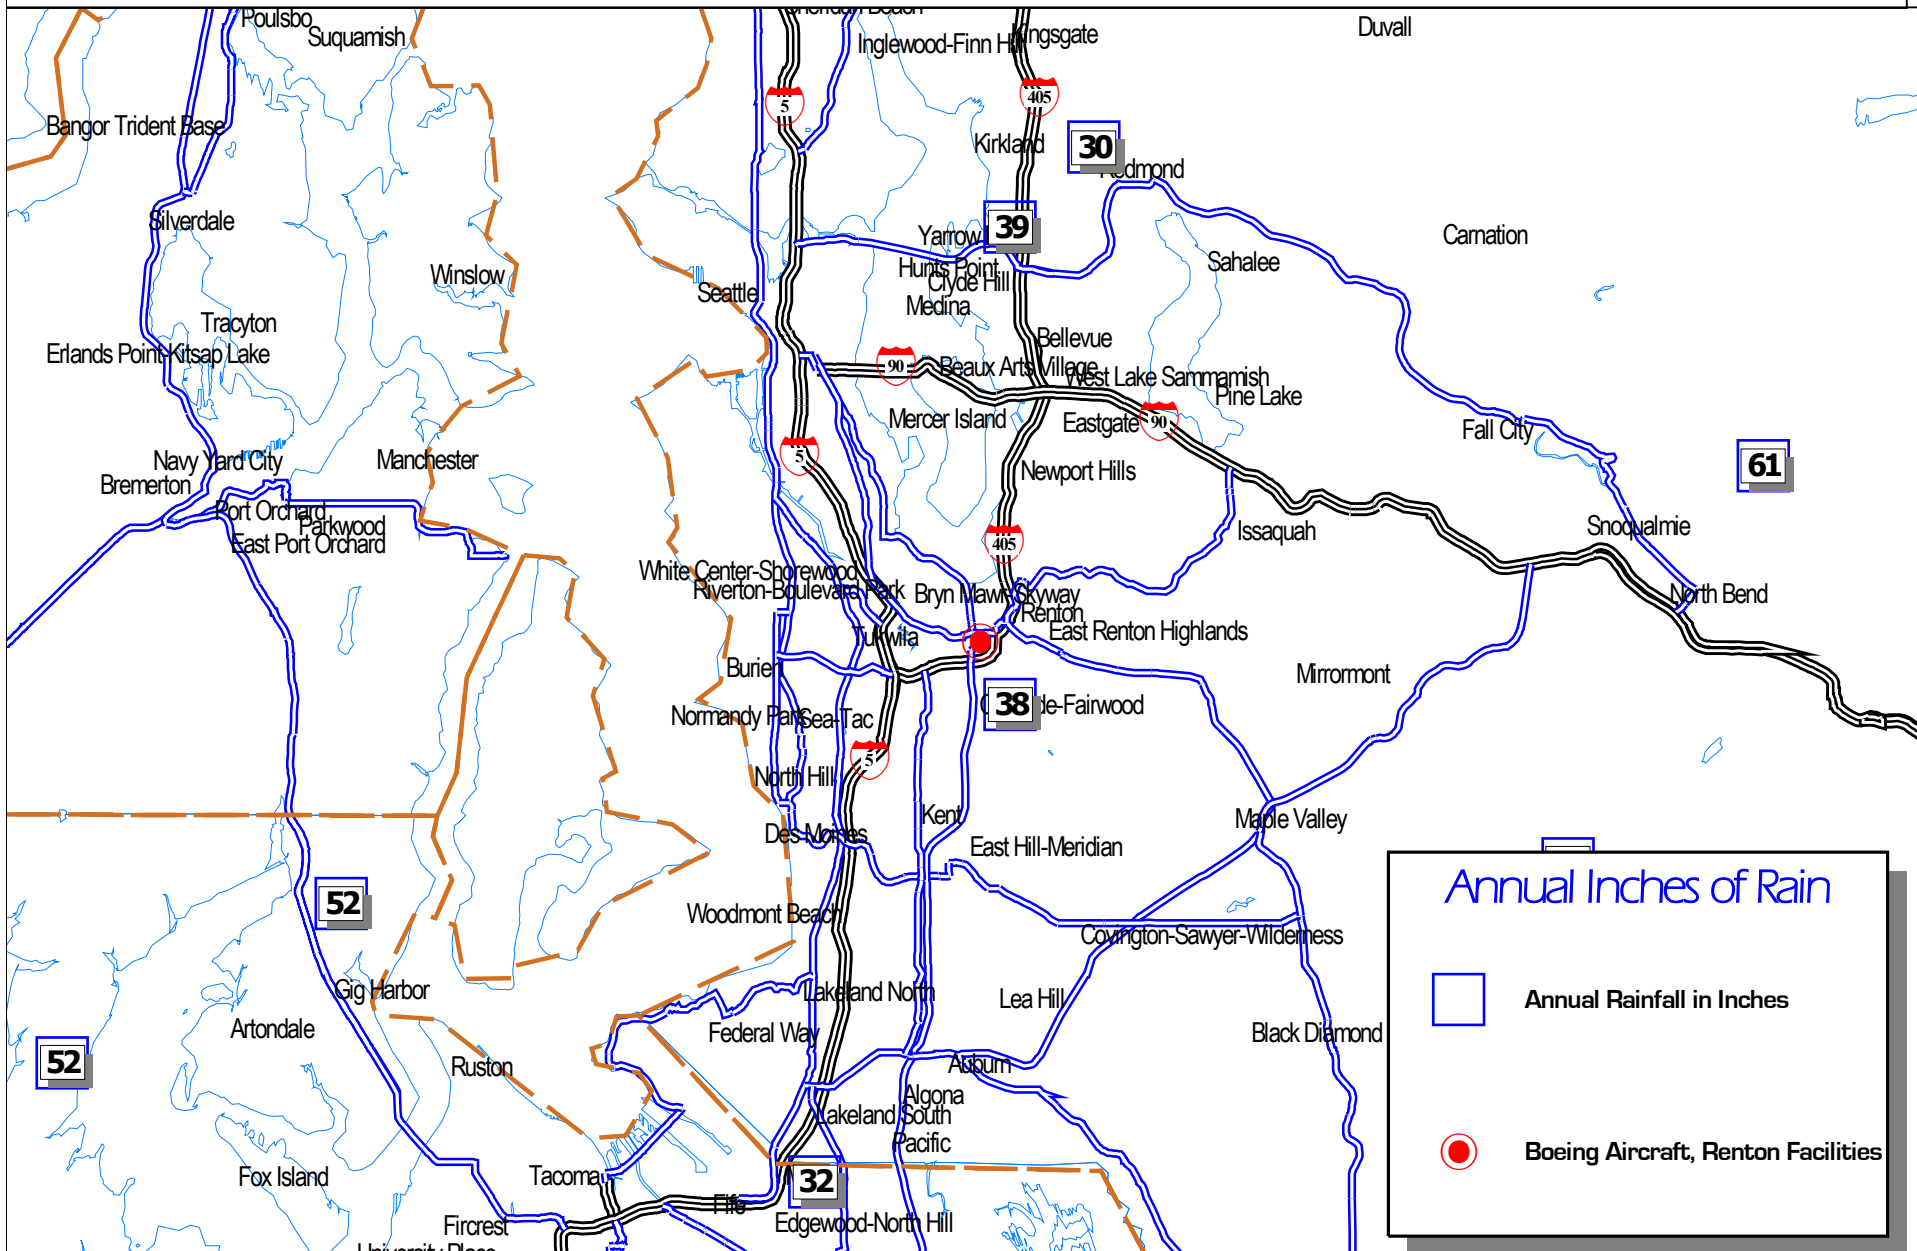 Poulsbo
Sheridan Beach
Suquamish
Inglewood-Finn Hill
Kingsgate
Duvall
405
5
Bangor Trident Base
Kirkland
30
Redmond
Silverdale
39
Yarrow
Carnation
Winslow
Hunts Point
Sahalee
Clyde Hill
Seattle
Medina
Tracyton
Bellevue
Erlands Point-Kitsap Lake
90
Beaux Arts Village
West Lake Sammamish
Pine Lake
Mercer Island
Eastgate
90
Fall City
5
Navy Yard City
Manchester
61
Newport Hills
Bremerton
Port Orchard
Parkwood
Snoqualmie
Issaquah
East Port Orchard
405
White Center-Shorewood
Riverton-Boulevard Park
Bryn Mawr-Skyway
North Bend
Renton
East Renton Highlands
Tukwila
Burien
Mirrormont
38
de-Fairwood
Normandy Park
Sea-Tac
5
North Hill
Kent
Maple Valley
Des Moines
East Hill-Meridian
Annual Inches of Rain
52
Woodmont Beach
Covington-Sawyer-Wilderness
Gig Harbor
Lakeland North
Lea Hill
Annual Rainfall in Inches
Artondale
Federal Way
Black Diamond
52
Ruston
Auburn
Algona
Lakeland South
Pacific
Boeing Aircraft, Renton Facilities
Fox Island
Tacoma
32
Fife
Fircrest
Edgewood-North Hill
University Place